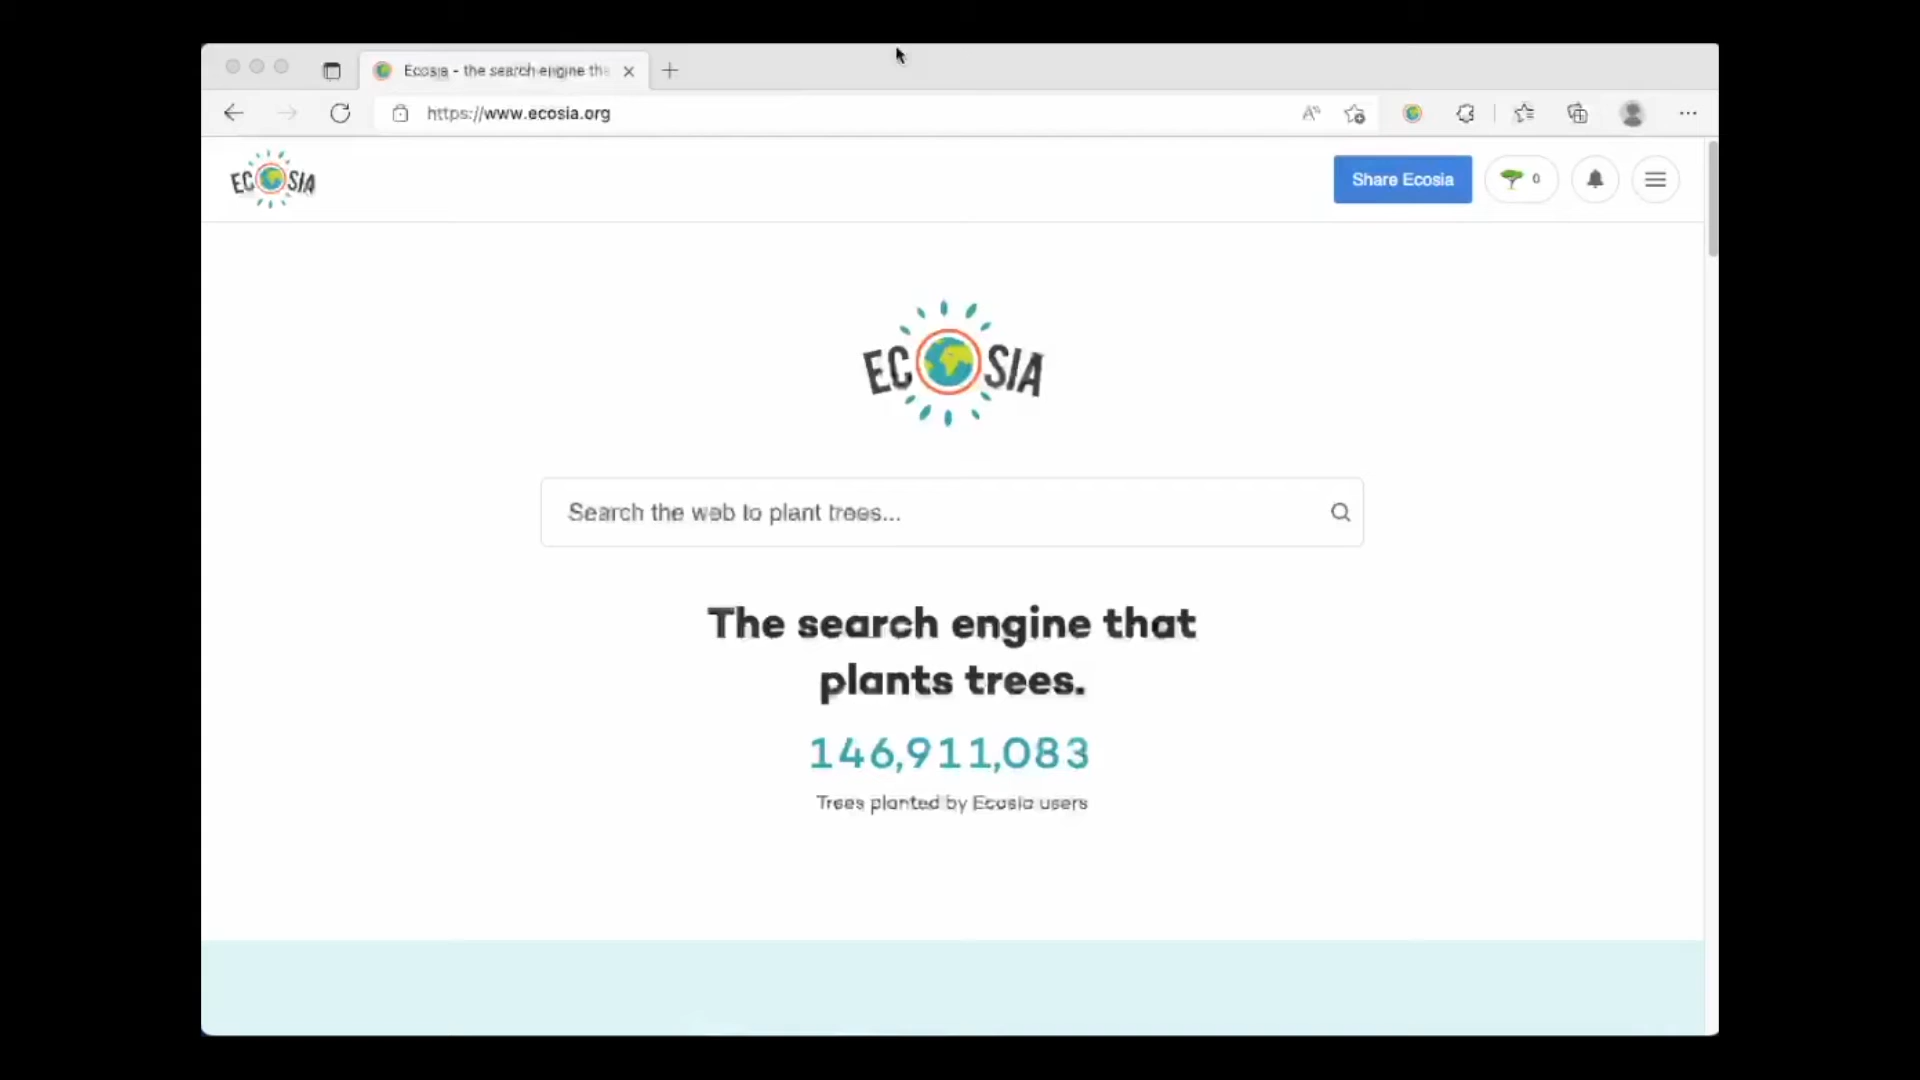 Ecosia - the search engine tha
https://www.ecosia.org
ECOSIA
Share Ecosia
0
ECOSIA
Search the web to plant trees...
The search engine that
plants trees.
146,911,083
Trees planted by Ecosia users